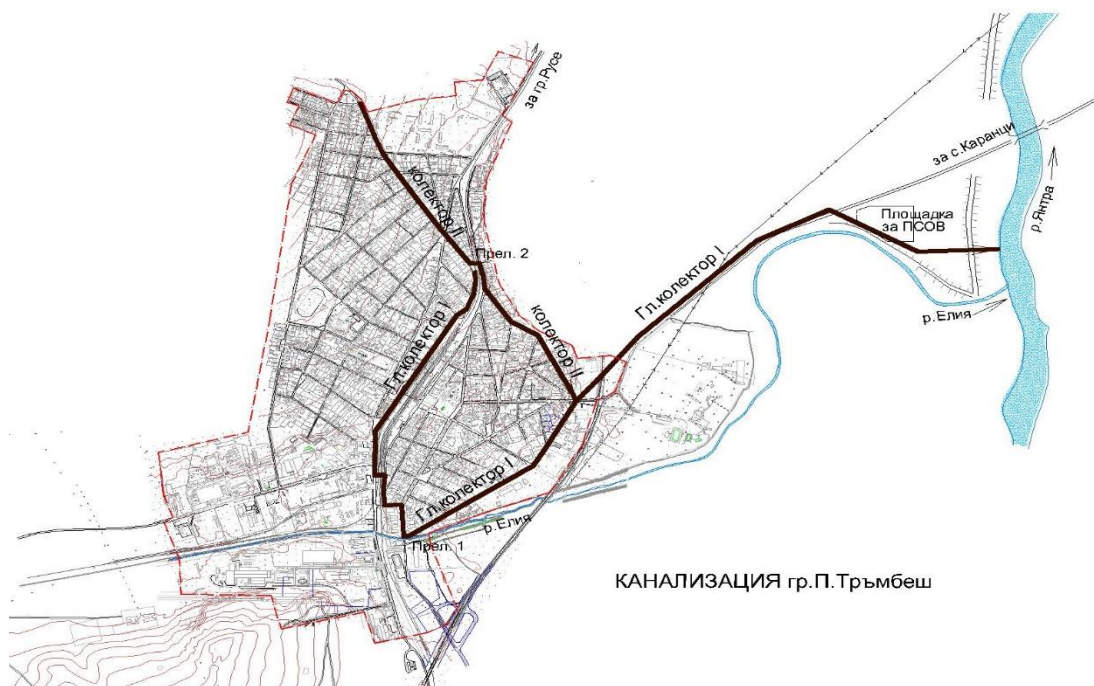 за гр.Русе
за с.Каранци
колектор II
Площадка
за ПСОВ
р.Янтра
Прел. 2
Гл.колектор I
Гл.колектор I
колектор II
р.Елия
Гл.колектор I
р.Елия
Прел. 1
КАНАЛИЗАЦИЯ гр.П.Тръмбеш